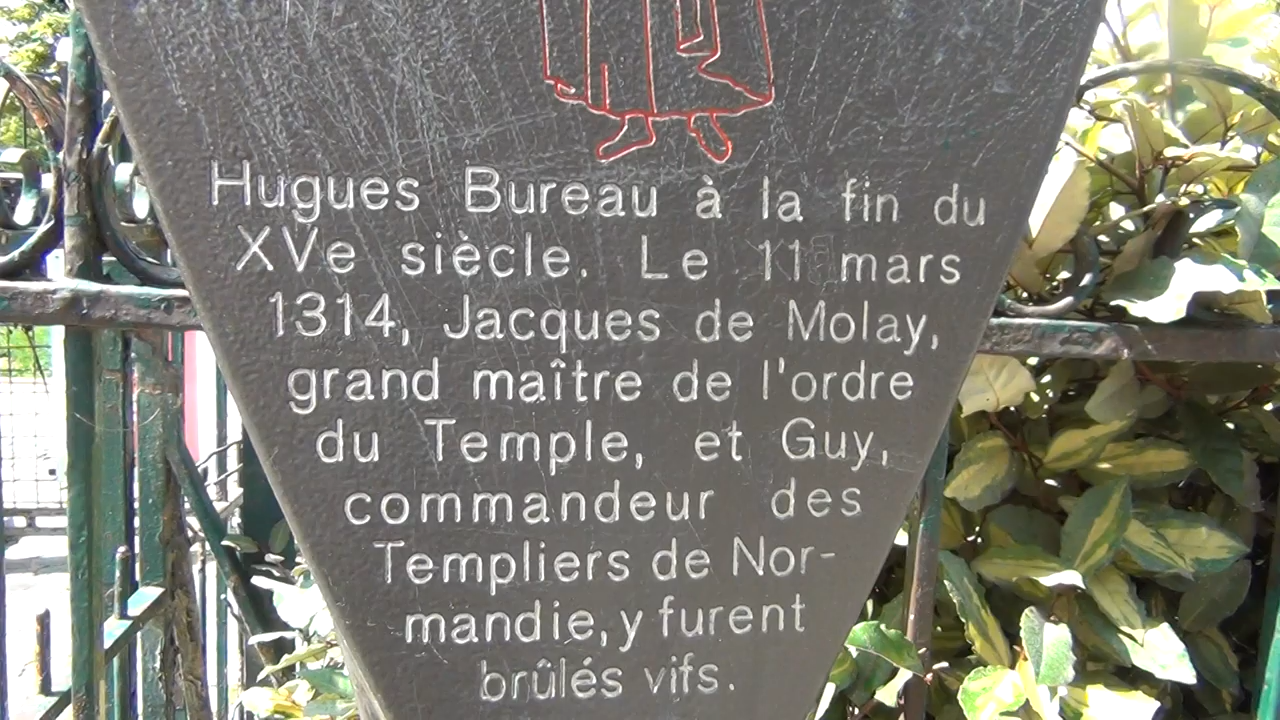 Hugues Bureau à la fin du
XVe siècle. Le 11 mars
1314, Jacques de Molay,
grand maître de l'ordre
du Temple, et Guy,
commandeur des
Templiers de Nor-
mandie, y furent
brûlés vifs.